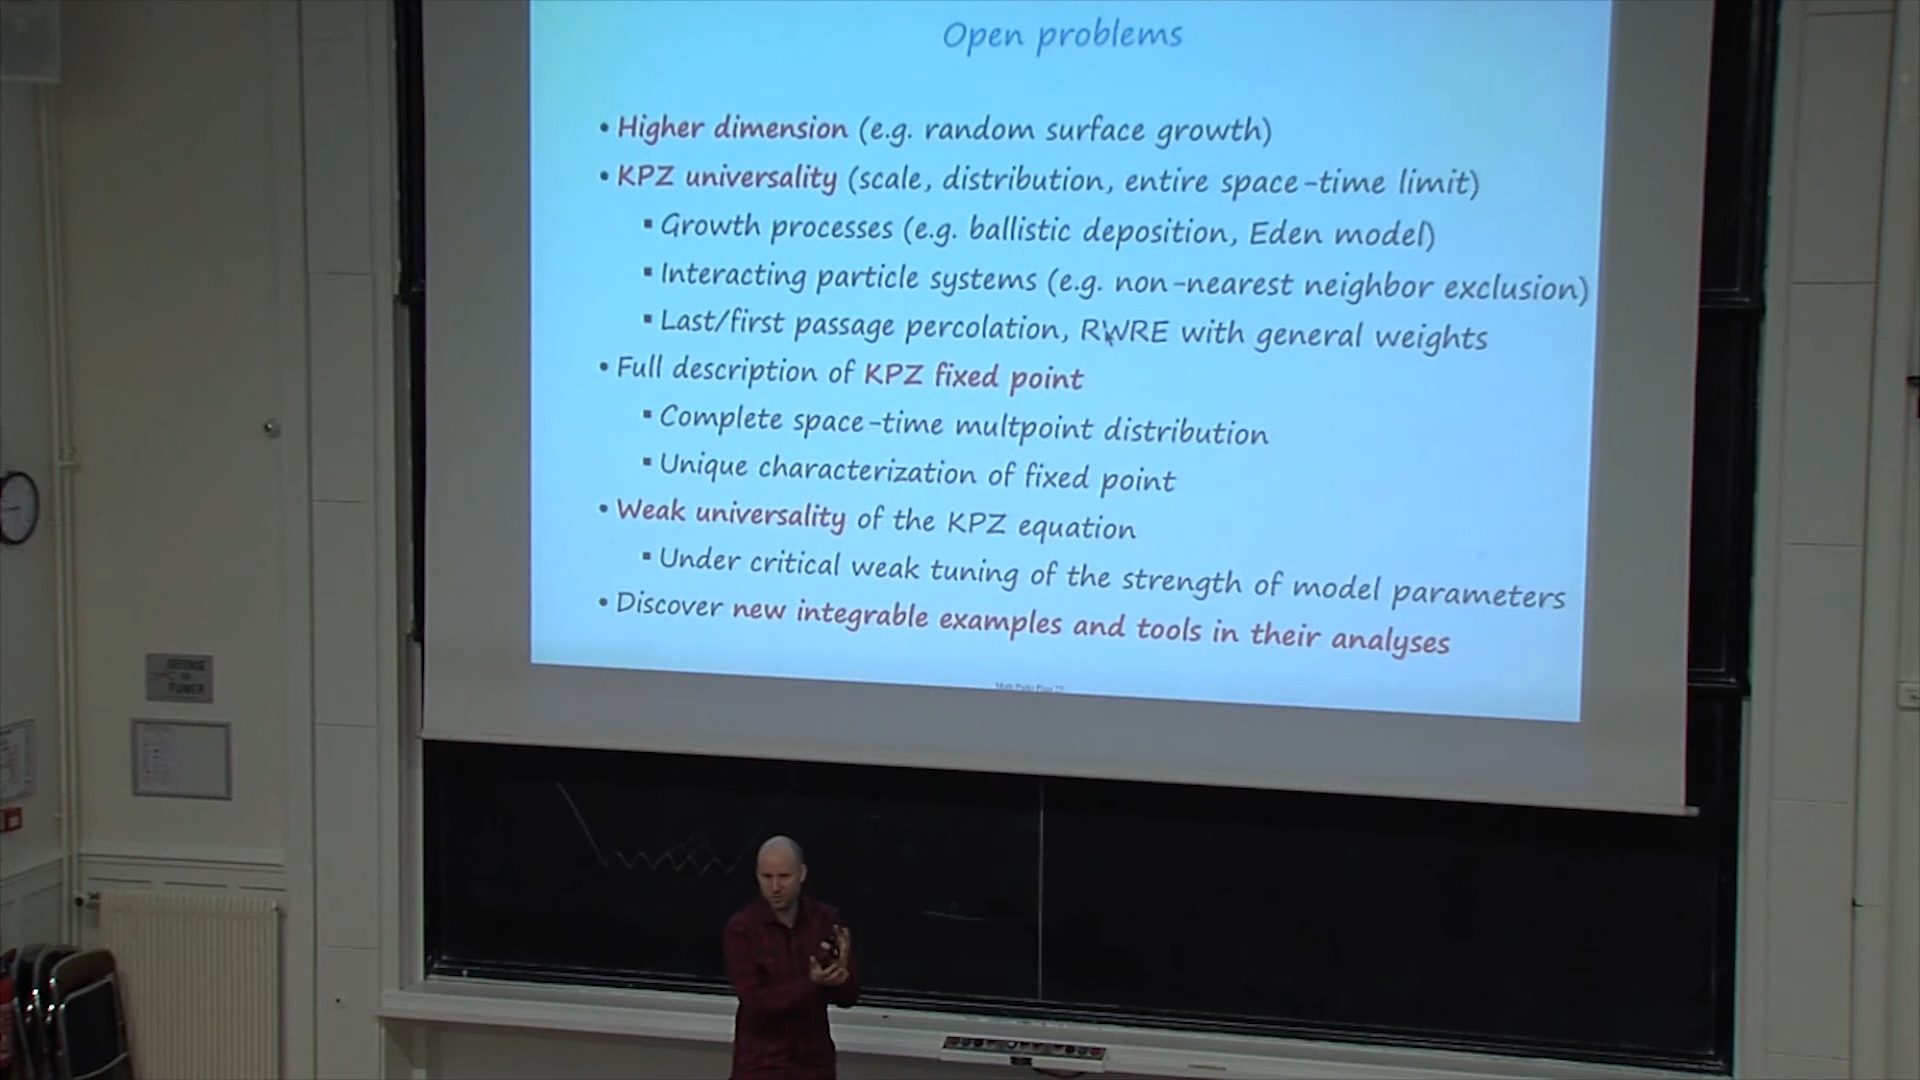 Open problems
• Higher dimension (e.g. random surface growth)
• KPZ universality (scale, distribution, entire space-time limit)
▪ Growth processes (e.g. ballistic deposition, Eden model)
▪ Interacting particle systems (e.g. non-nearest neighbor exclusion)
▪ Last/first passage percolation, RWRE with general weights
• Full description of KPZ fixed point
▪ Complete space-time multpoint distribution
▪ Unique characterization of fixed point
• Weak universality of the KPZ equation
▪ Under critical weak tuning of the strength of model parameters
• Discover new integrable examples and tools in their analyses
DEFENSE
DE
FUMER